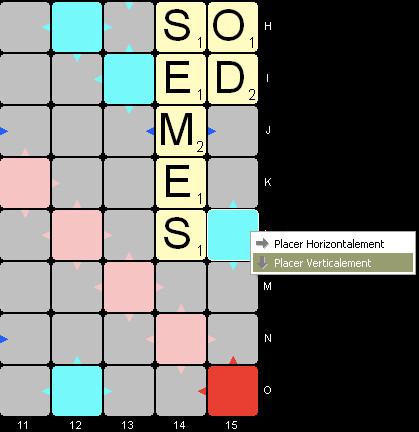 S1 O1 H
E1 D2 I
M2 J
E1 K
S1
Placer Horizontalement
Placer Verticalement
M
N
O
11 12 13 14 15